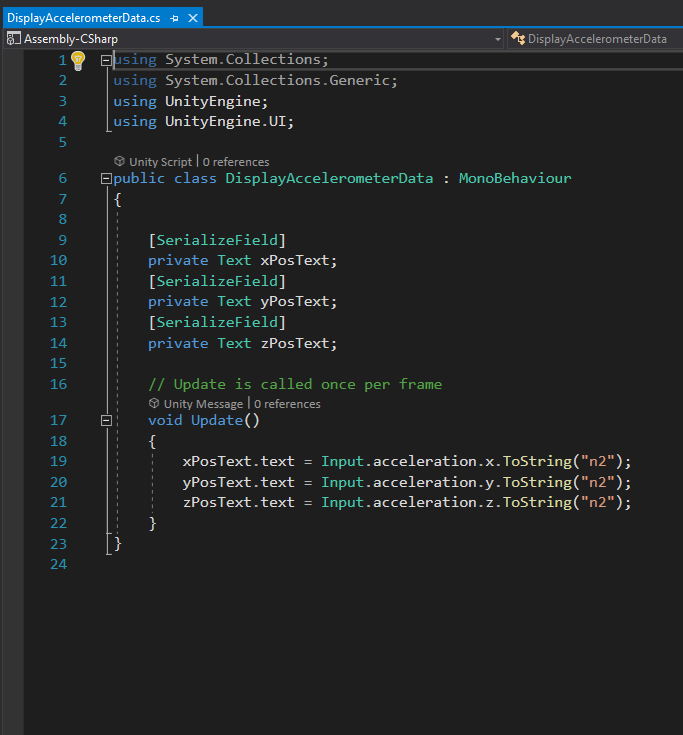 DisplayAccelerometerData.cs
Assembly-CSharp DisplayAccelerometerData
1 using System.Collections;
2 using System.Collections.Generic;
3 using UnityEngine;
4 using UnityEngine.UI;
5
Unity Script | 0 references
6 public class DisplayAccelerometerData : MonoBehaviour
7 {
8
9 [SerializeField]
10 private Text xPosText;
11 [SerializeField]
12 private Text yPosText;
13 [SerializeField]
14 private Text zPosText;
15
16 // Update is called once per frame
Unity Message | 0 references
17 void Update()
18 {
19 xPosText.text = Input.acceleration.x.ToString("n2");
20 yPosText.text = Input.acceleration.y.ToString("n2");
21 zPosText.text = Input.acceleration.z.ToString("n2");
22 }
23 }
24